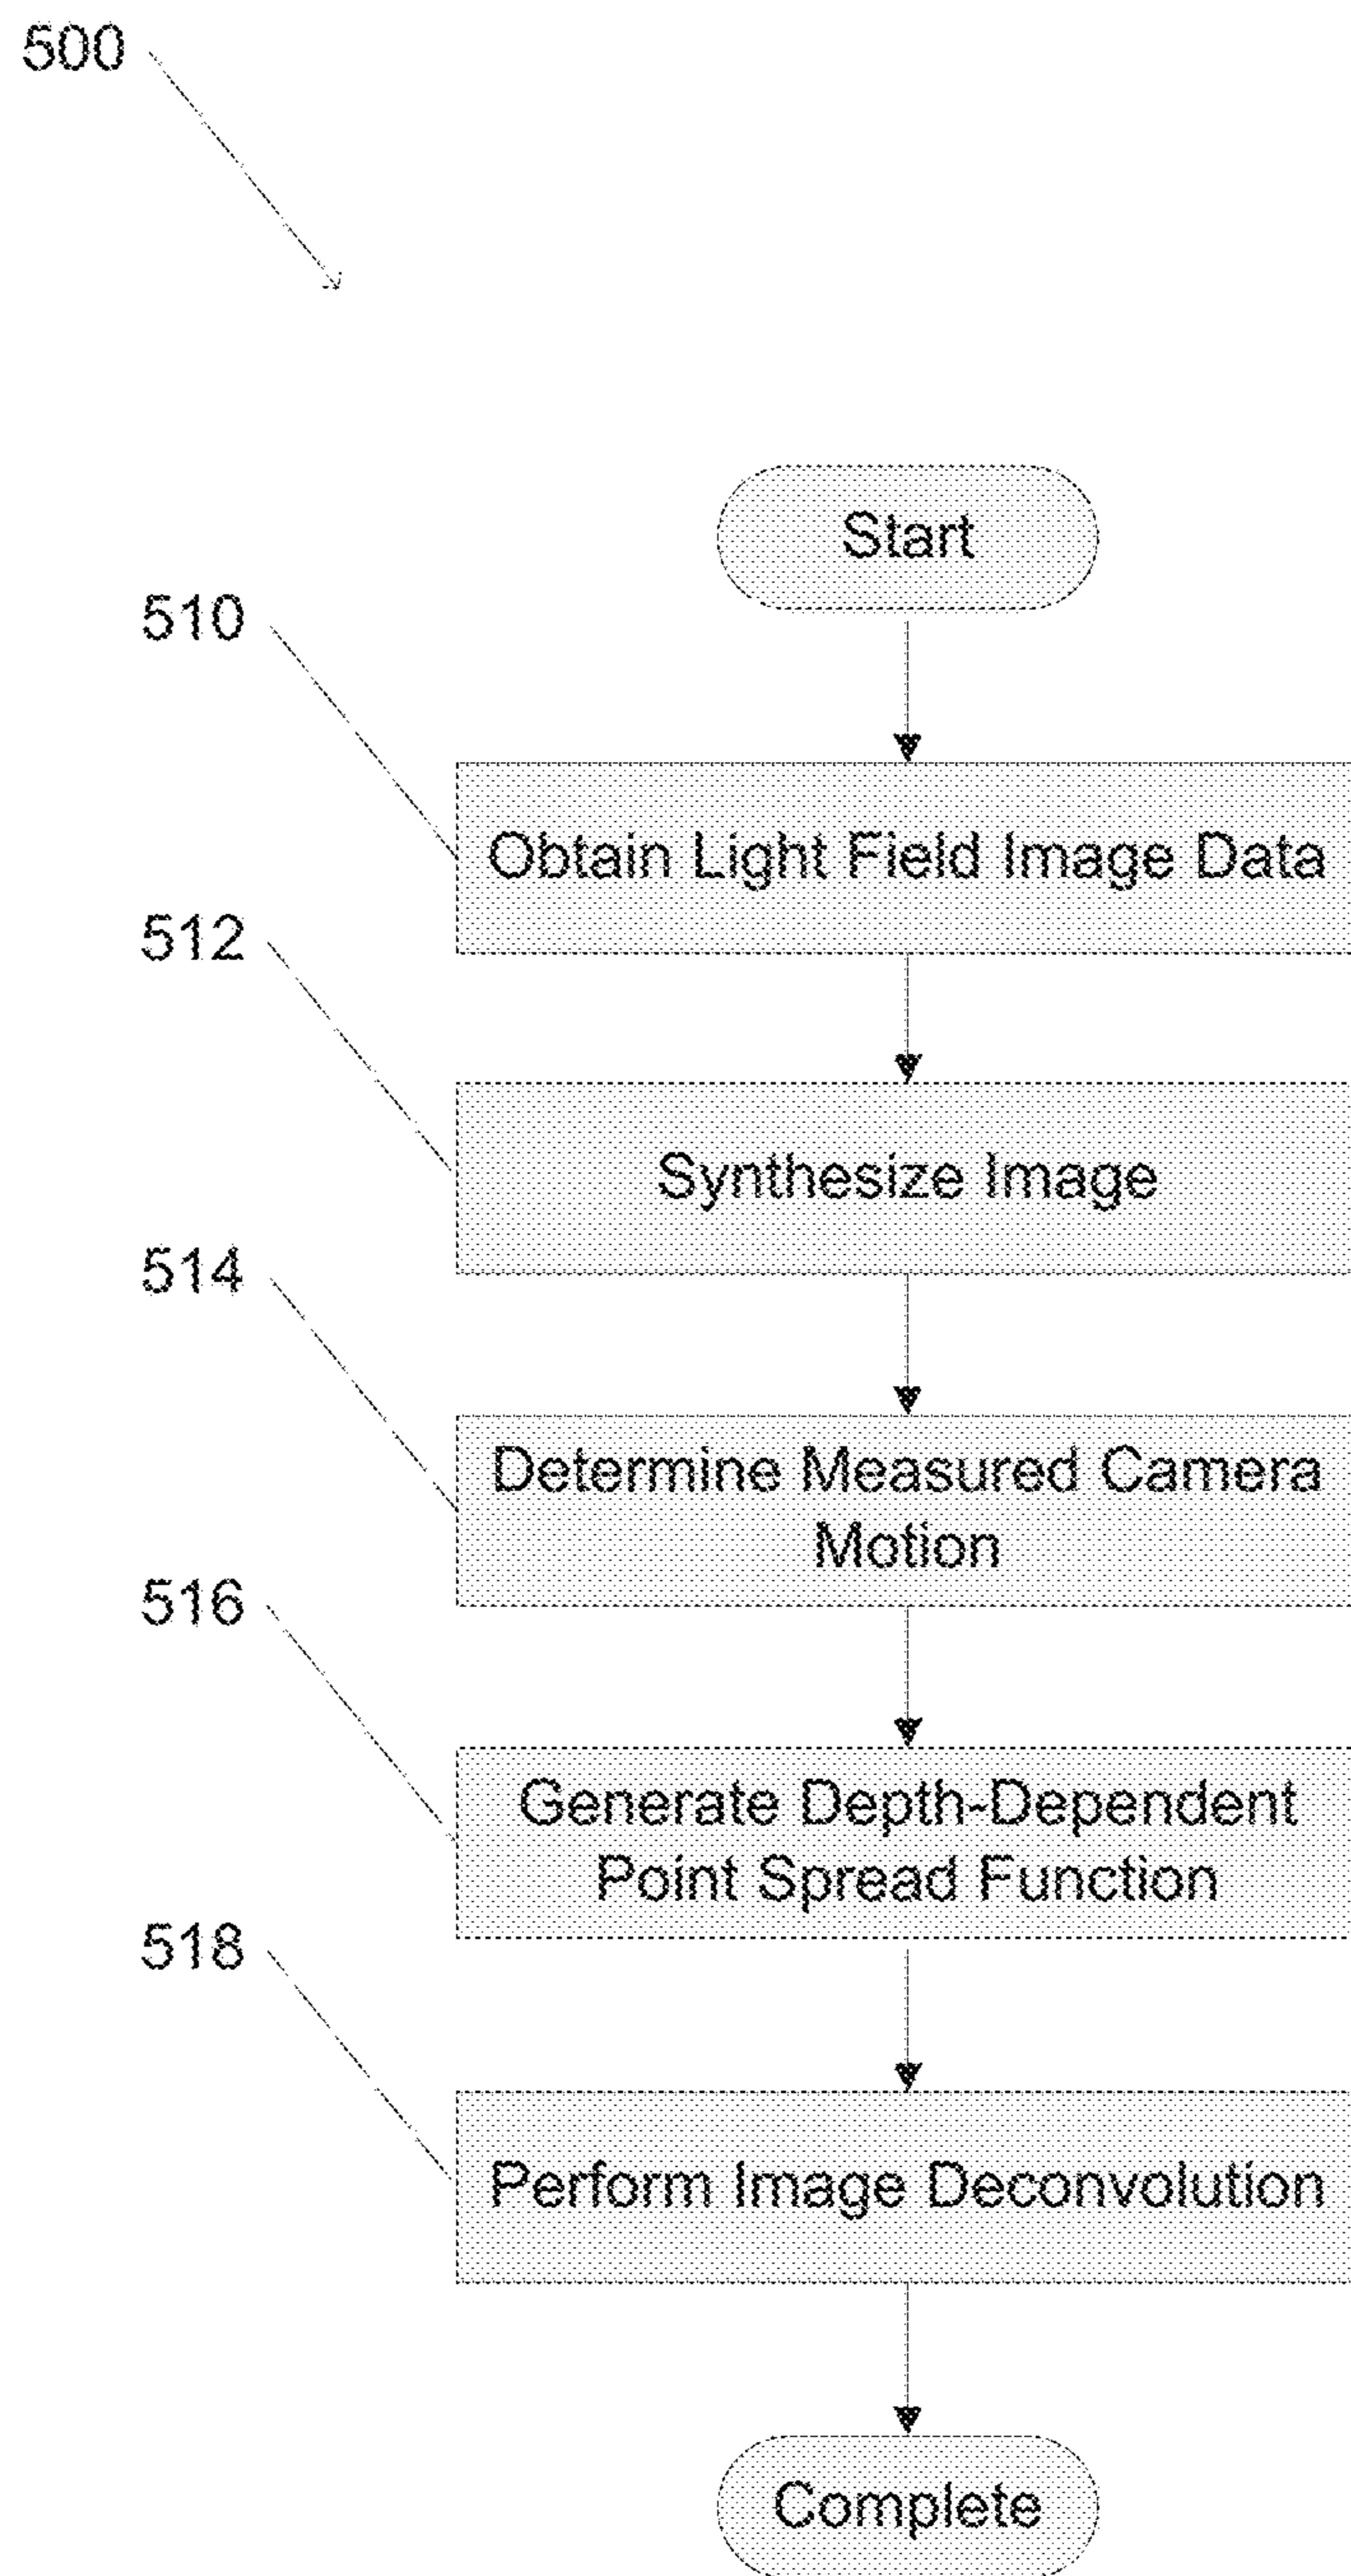 500
Start
510
Obtain Light Field Image Data
512
Synthesize Image
514
Determine Measured Camera
Motion
516
Generate Depth-Dependent
Point Spread Function
518
Perform Image Deconvolution
Complete